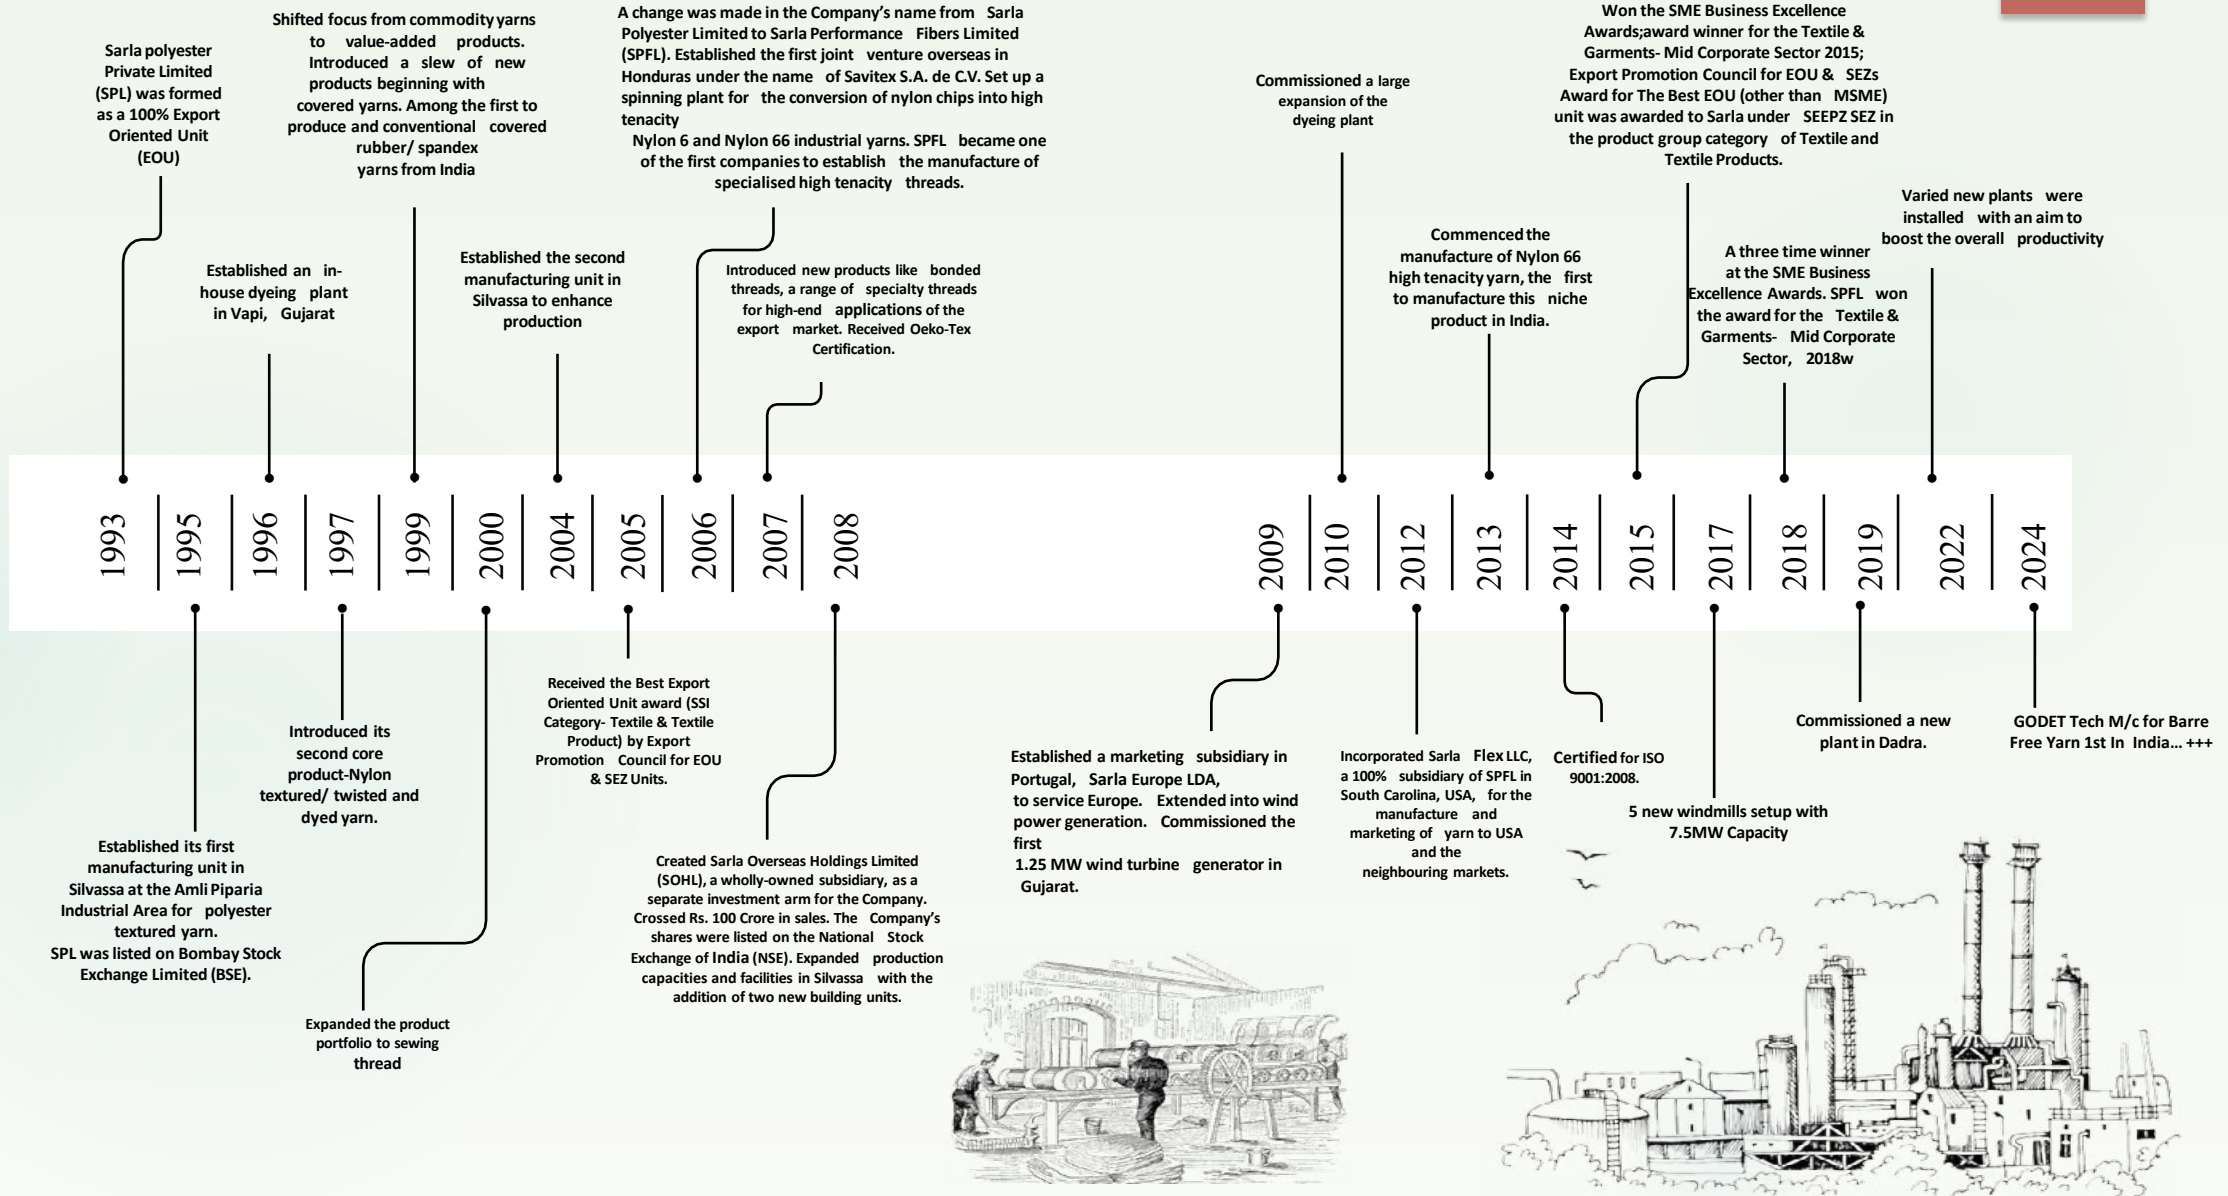 Sarla polyester
Private Limited
(SPL) was formed
as a 100% Export
Oriented Unit
(EOU)
Shifted focus from commodity yarns
to value-added products.
Introduced a slew of new
products beginning with
covered yarns. Among the first to
produce and conventional covered
rubber/ spandex
yarns from India
A change was made in the Company's name from Sarla
Polyester Limited to Sarla Performance Fibers Limited
(SPFL). Established the first joint venture overseas in
Honduras under the name of Savitex S.A. de C.V. Set up a
spinning plant for the conversion of nylon chips into high
tenacity
Nylon 6 and Nylon 66 industrial yarns. SPFL became one
of the first companies to establish the manufacture of
specialised high tenacity threads.
Commissioned a large
expansion of the
dyeing plant
Won the SME Business Excellence
Awards;award winner for the Textile &
Garments- Mid Corporate Sector 2015;
Export Promotion Council for EOU & SEZs
Award for The Best EOU (other than MSME)
unit was awarded to Sarla under SEEPZ SEZ in
the product group category of Textile and
Textile Products.
Established an in-
house dyeing plant
in Vapi, Gujarat
Established the second
manufacturing unit in
Silvassa to enhance
production
Introduced new products like bonded
threads, a range of specialty threads
for high-end applications of the
export market. Received Oeko-Tex
Certification.
Commenced the
manufacture of Nylon 66
high tenacity yarn, the first
to manufacture this niche
product in India.
A three time winner
at the SME Business
Excellence Awards. SPFL won
the award for the Textile &
Garments- Mid Corporate
Sector, 2018w
Varied new plants were
installed with an aim to
boost the overall productivity
1993
1995
1996
1997
1999
2000
2004
2005
2006
2007
2008
2009
2010
2012
2013
2014
2015
2017
2018
2019
2022
2024
Established its first
manufacturing unit in
Silvassa at the Amli Piparia
Industrial Area for polyester
textured yarn.
SPL was listed on Bombay Stock
Exchange Limited (BSE).
Introduced its
second core
product-Nylon
textured/ twisted and
dyed yarn.
Expanded the product
portfolio to sewing
thread
Received the Best Export
Oriented Unit award (SSI
Category- Textile & Textile
Product) by Export
Promotion Council for EOU
& SEZ Units.
Created Sarla Overseas Holdings Limited
(SOHL), a wholly-owned subsidiary, as a
separate investment arm for the Company.
Crossed Rs. 100 Crore in sales. The Company's
shares were listed on the National Stock
Exchange of India (NSE). Expanded production
capacities and facilities in Silvassa with the
addition of two new building units.
Established a marketing subsidiary in
Portugal, Sarla Europe LDA,
to service Europe. Extended into wind
power generation. Commissioned the
first
1.25 MW wind turbine generator in
Gujarat.
Incorporated Sarla Flex LLC,
a 100% subsidiary of SPFL in
South Carolina, USA, for the
manufacture and
marketing of yarn to USA
and the
neighbouring markets.
Certified for ISO
9001:2008.
5 new windmills setup with
7.5MW Capacity
Commissioned a new
plant in Dadra.
GODET Tech M/c for Barre
Free Yarn 1st In India... +++